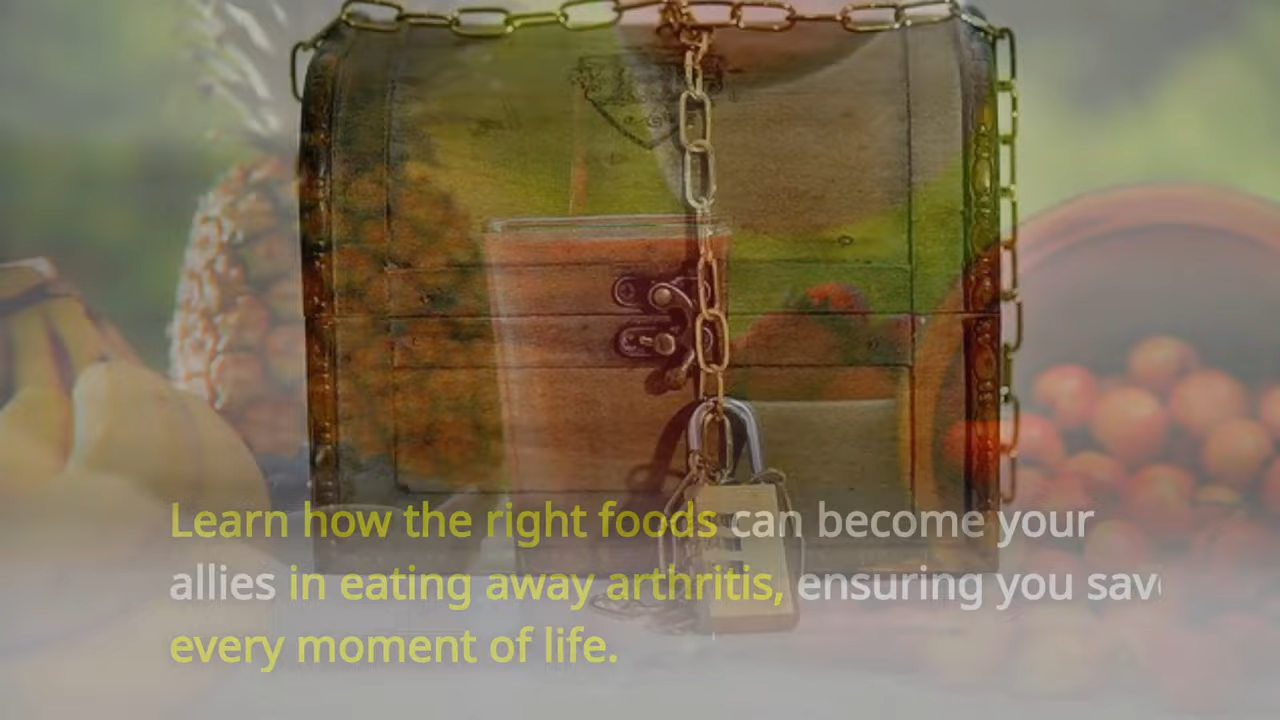 Learn how the right foods can become your
allies in eating away arthritis, ensuring you sav
every moment of life.